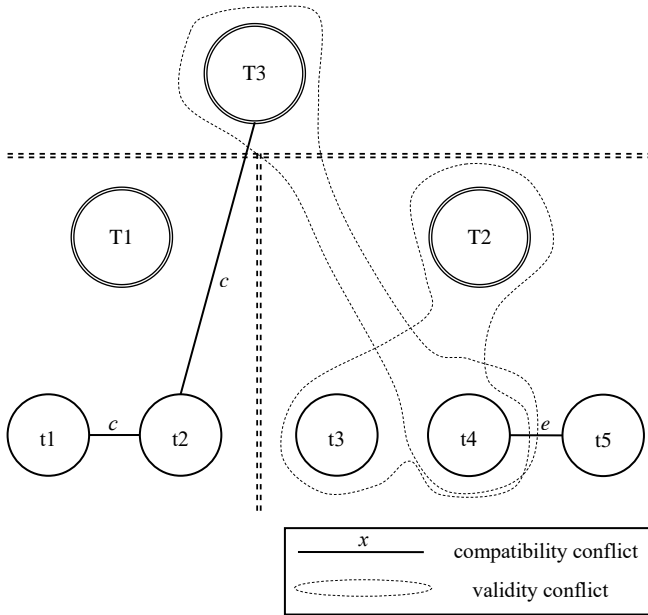 T3
T1
T2
c
t1
c
t2
t3
t4
e
t5
x
compatibility conflict
validity conflict